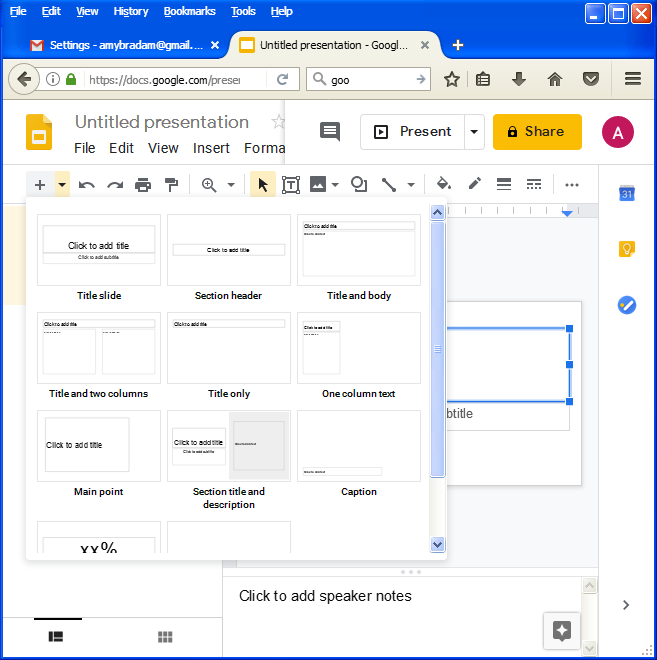 File Edit View History Bookmarks Tools Help
Settings - amybradam@gmail. ...
Untitled presentation - Googl...
https://docs.google.com/preser
goo
Untitled presentation
File Edit View Insert Forma
Present
Share
A
31
Click to add title
Click to add subtitle
Title slide
Click to add title
Section header
Click to add title
Title and body
Click to add title
Title and two columns
Click to add title
Title only
Click to add title
One column text
Click to add title
Main point
Click to add title
Click to add subtitle
Section title and
description
Caption
xx%
btitle
Click to add speaker notes